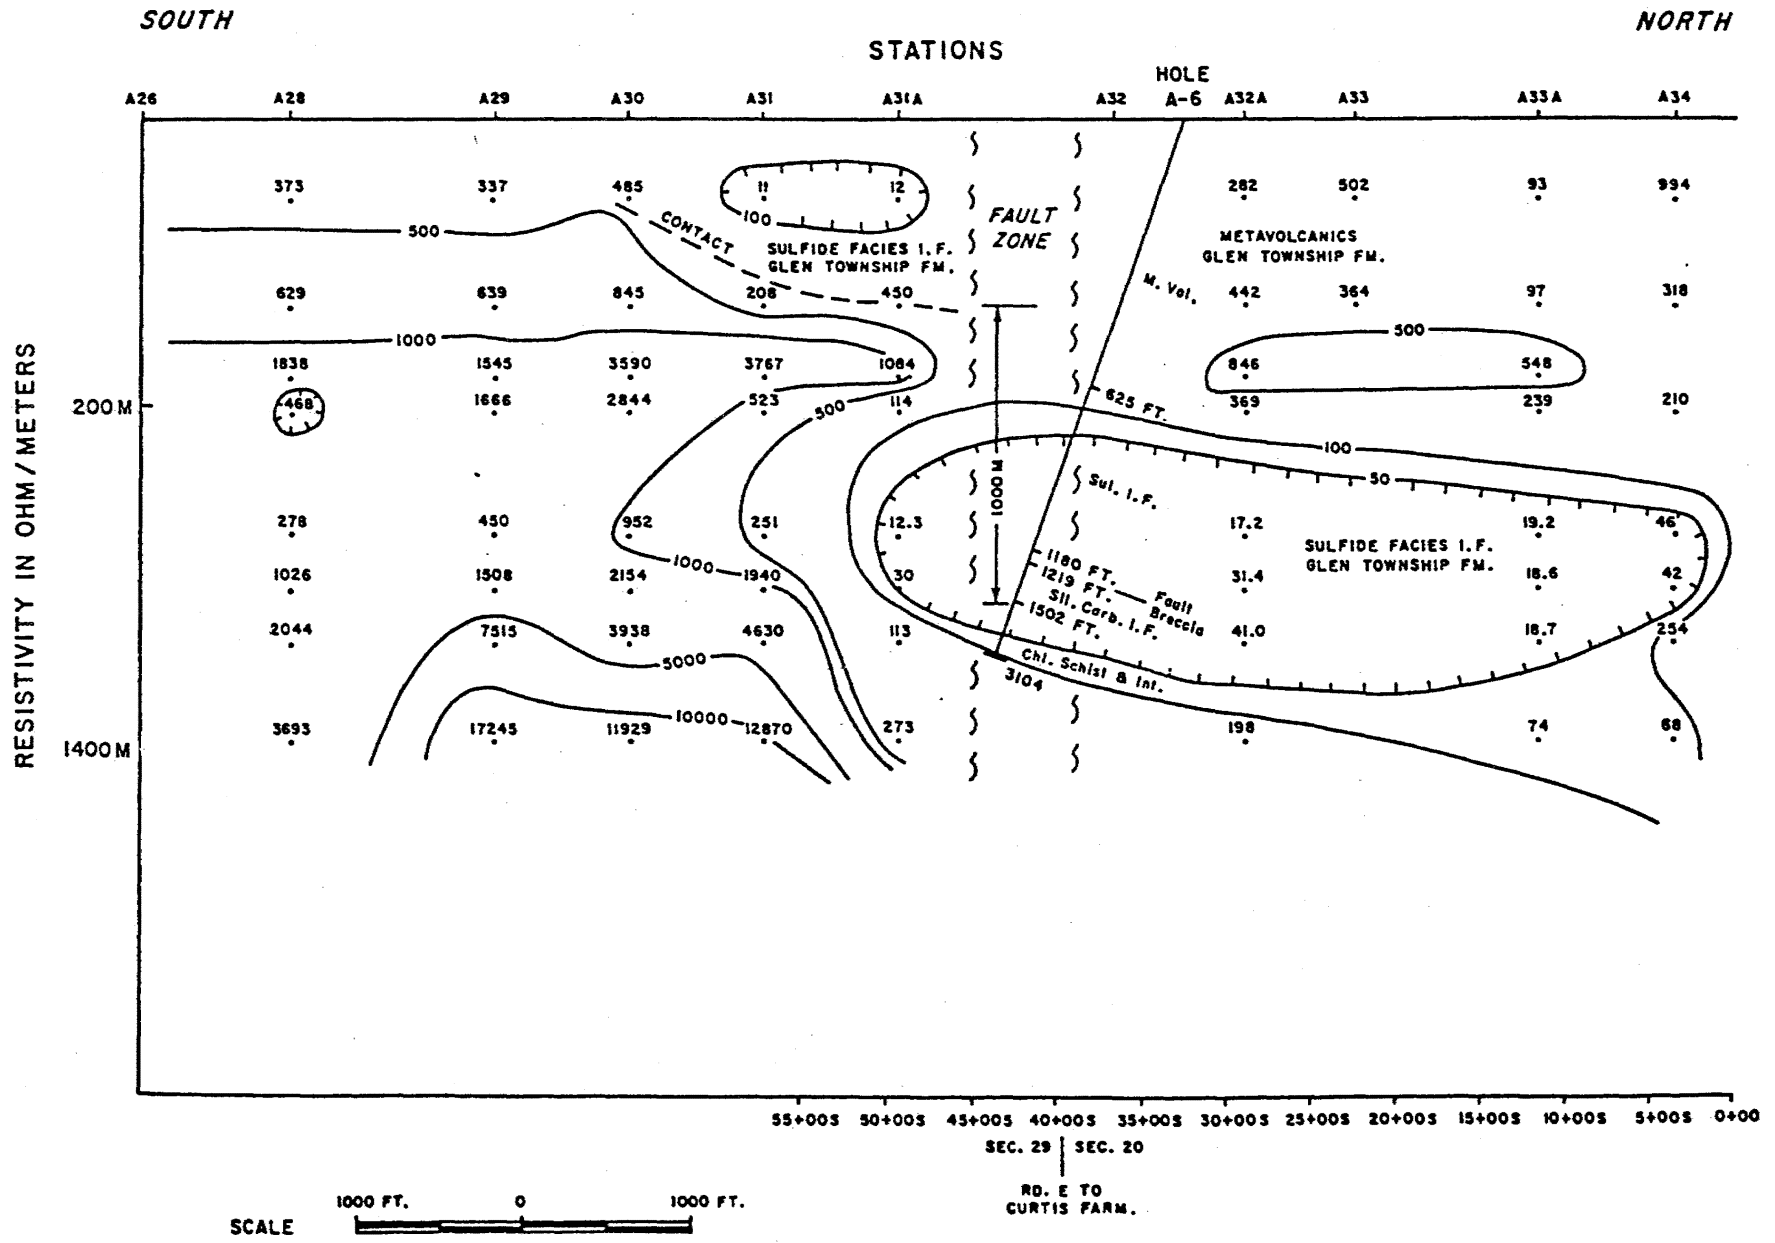 SOUTH
NORTH
STATIONS
HOLE
A26 A28 A29 A30 A31 A31A A32 A-6 A32A A33 A33A A34
373 337 485 11 12 282 502 93 994
100
FAULT
ZONE
CONTACT
500
SULFIDE FACIES I.F.
GLEN TOWNSHIP FM.
METAVOLCANICS
GLEN TOWNSHIP FM.
M. Vol.
629 639 845 208 450 442 364 97 318
1000
500
1838 1545 3590 3767 1084 846 548
200M
468 1666 2844 523 500 114 625 FT. 369 239 210
100
50
1000M
Sul. I.F.
278 450 952 251 12.3 17.2 19.2 46
SULFIDE FACIES I.F.
GLEN TOWNSHIP FM.
1000
1026 1508 2154 1940 30 31.4 18.6 42
1180 FT.
1219 FT. Fault
Breccia
Sil. Carb. I.F.
1502 FT.
2044 7515 3938 4630 113 41.0 18.7 254
5000
Chl. Schist & Int.
3104
10000
3693 17245 11929 12870 273 198 74 68
1400M
RESISTIVITY IN OHM/METERS
55+00S 50+00S 45+00S 40+00S 35+00S 30+00S 25+00S 20+00S 15+00S 10+00S 5+00S 0+00
SEC. 29 SEC. 20
RD. E TO
CURTIS FARM.
1000 FT. 0 1000 FT.
SCALE